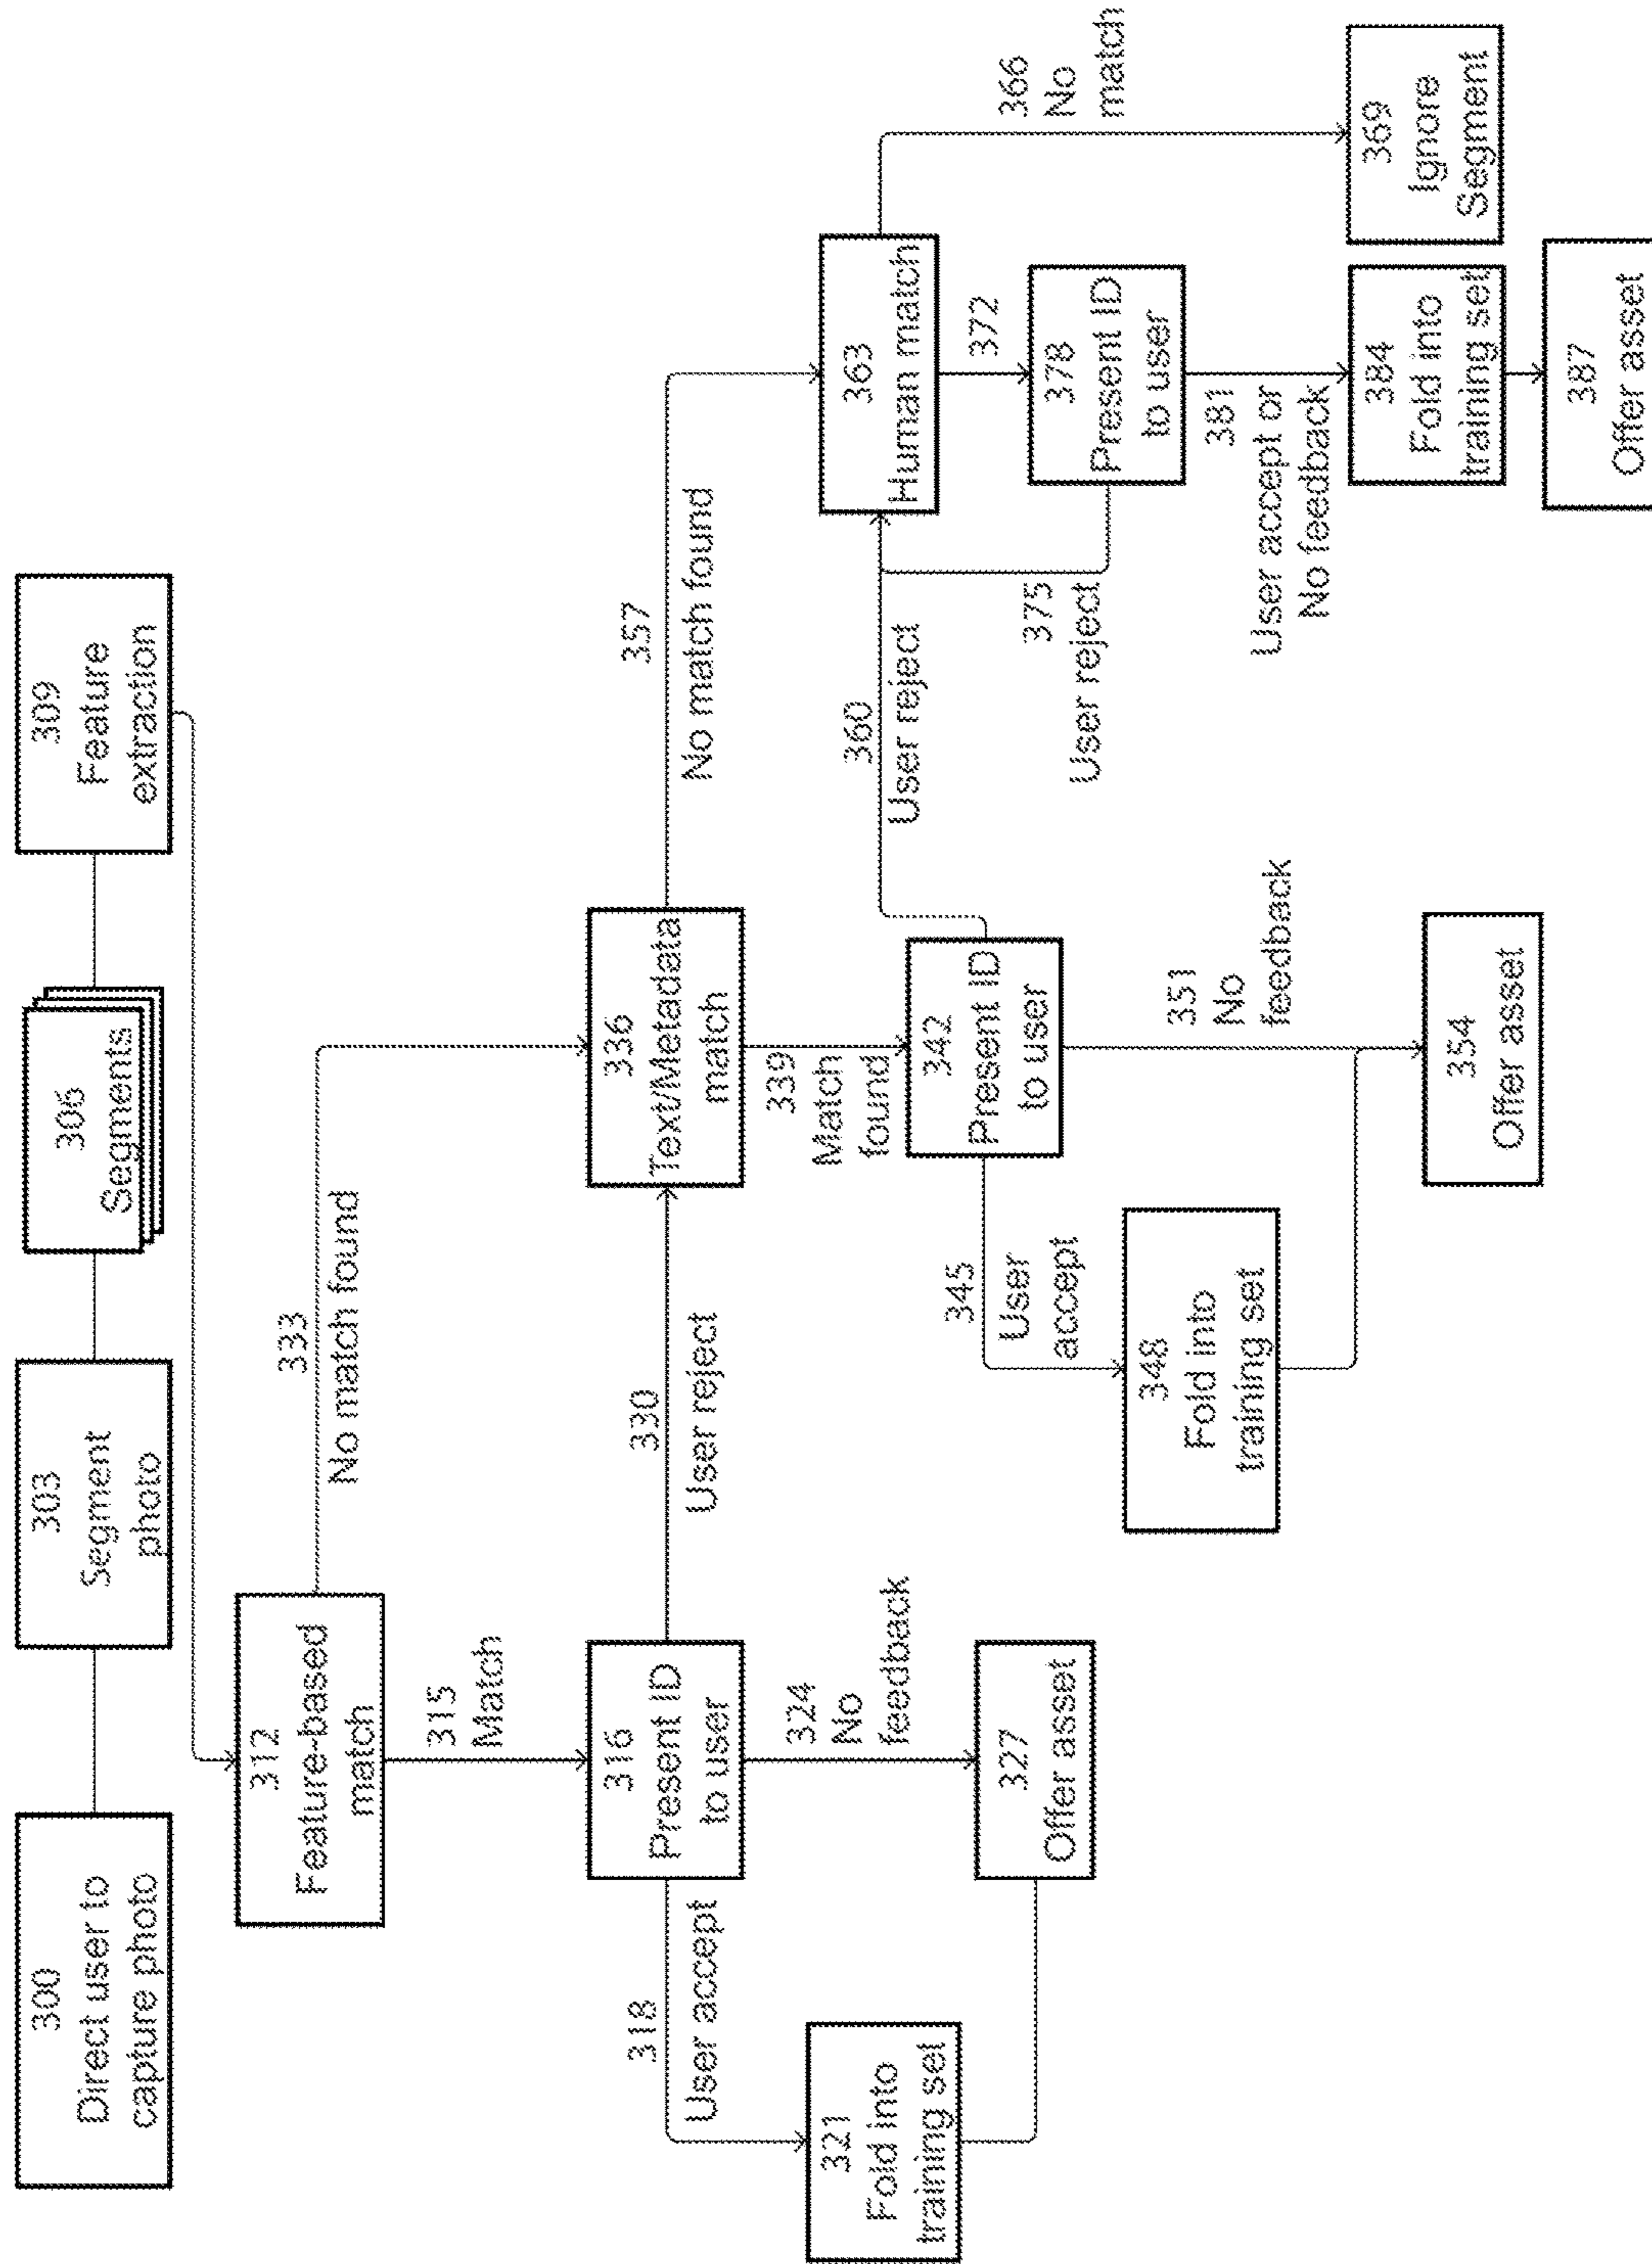 300
Direct user to
capture photo
303
Segment
photo
306
Segments
309
Feature
extraction
312
Feature-based
match
333
No match found
315
Match
316
Present ID
to user
318
User accept
321
Fold into
training set
324 No
feedback
327
Offer asset
330
User reject
336
Text/Metadata
match
339
Match
found
342
Present ID
to user
345
User
accept
348
Fold into
training set
351 No
feedback
354
Offer asset
357
No match found
360
User reject
363
Human match
366
No
match
369
Ignore
Segment
372
375
User reject
378
Present ID
to user
381
User accept or
No feedback
384
Fold into
training set
387
Offer asset